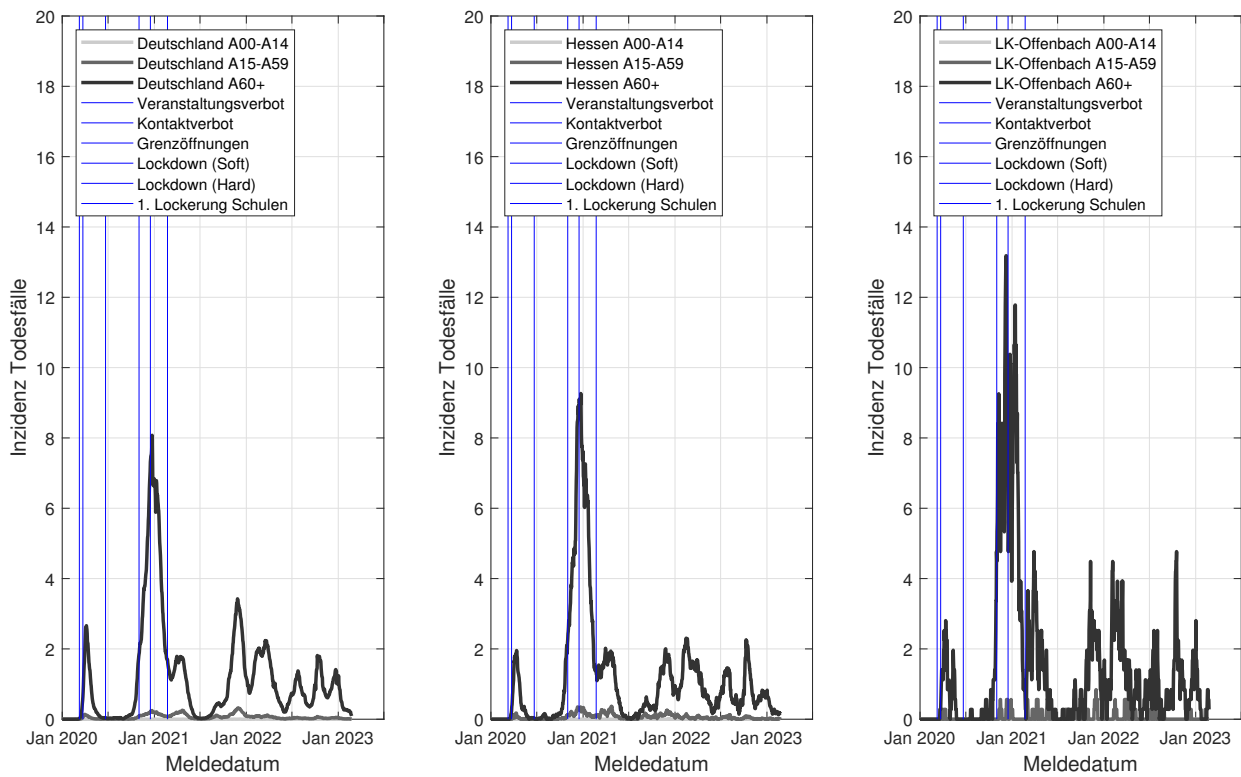 20
18
16
14
12
10
8
6
4
2
0
Inzidenz Todesfälle
Deutschland A00-A14
Deutschland A15-A59
Deutschland A60+
Veranstaltungsverbot
Kontaktverbot
Grenzöffnungen
Lockdown (Soft)
Lockdown (Hard)
1. Lockerung Schulen
Jan 2020 Jan 2021 Jan 2022 Jan 2023
Meldedatum
20
18
16
14
12
10
8
6
4
2
0
Inzidenz Todesfälle
Hessen A00-A14
Hessen A15-A59
Hessen A60+
Veranstaltungsverbot
Kontaktverbot
Grenzöffnungen
Lockdown (Soft)
Lockdown (Hard)
1. Lockerung Schulen
Jan 2020 Jan 2021 Jan 2022 Jan 2023
Meldedatum
20
18
16
14
12
10
8
6
4
2
0
Inzidenz Todesfälle
LK-Offenbach A00-A14
LK-Offenbach A15-A59
LK-Offenbach A60+
Veranstaltungsverbot
Kontaktverbot
Grenzöffnungen
Lockdown (Soft)
Lockdown (Hard)
1. Lockerung Schulen
Jan 2020 Jan 2021 Jan 2022 Jan 2023
Meldedatum